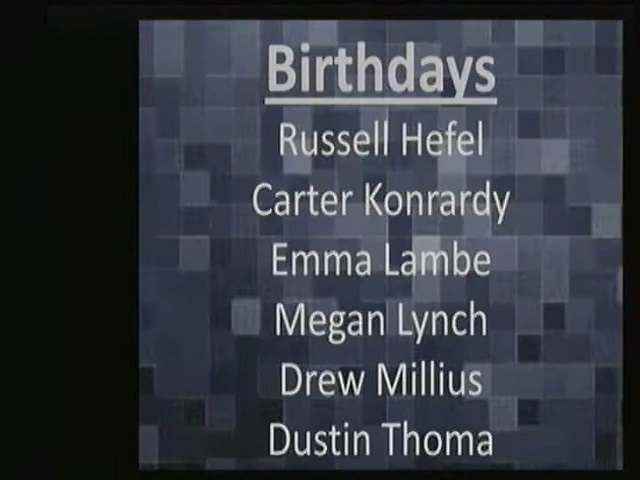 Birthdays
Russell Hefel
Carter Konrardy
Emma Lambe
Megan Lynch
Drew Millius
Dustin Thoma